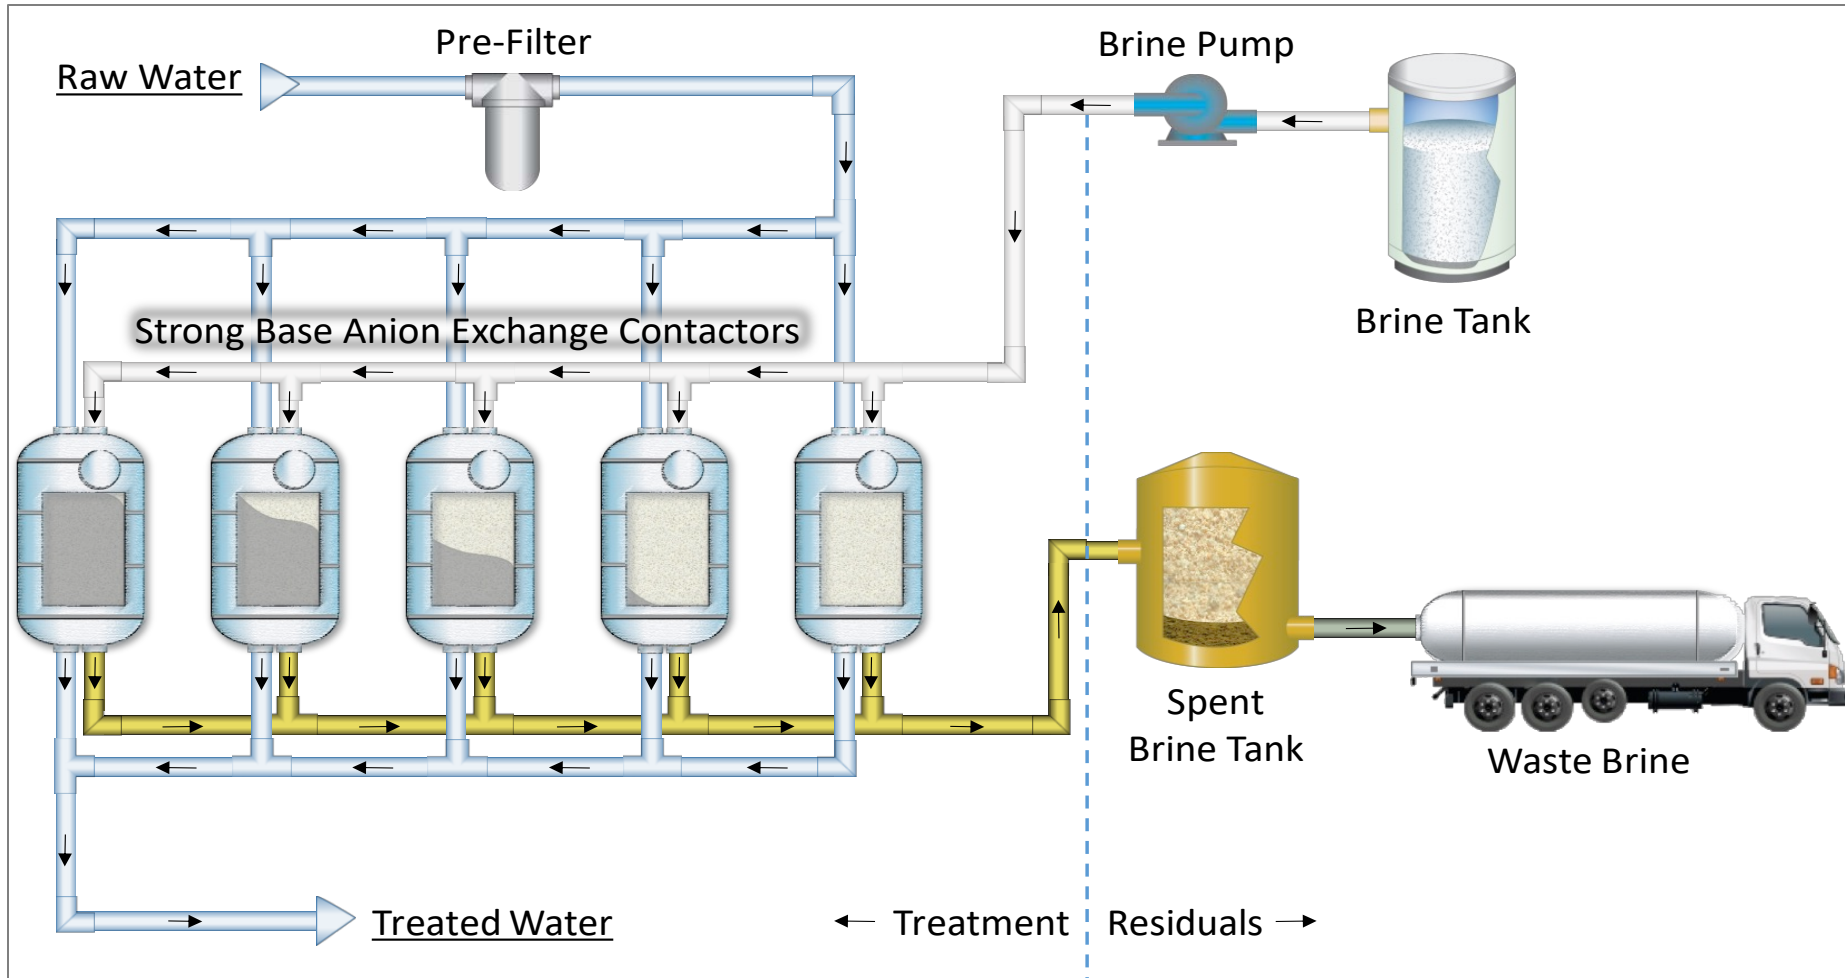 Pre-Filter
Brine Pump
Raw Water
Strong Base Anion Exchange Contactors
Brine Tank
Spent
Brine Tank
Waste Brine
Treated Water
Treatment
Residuals